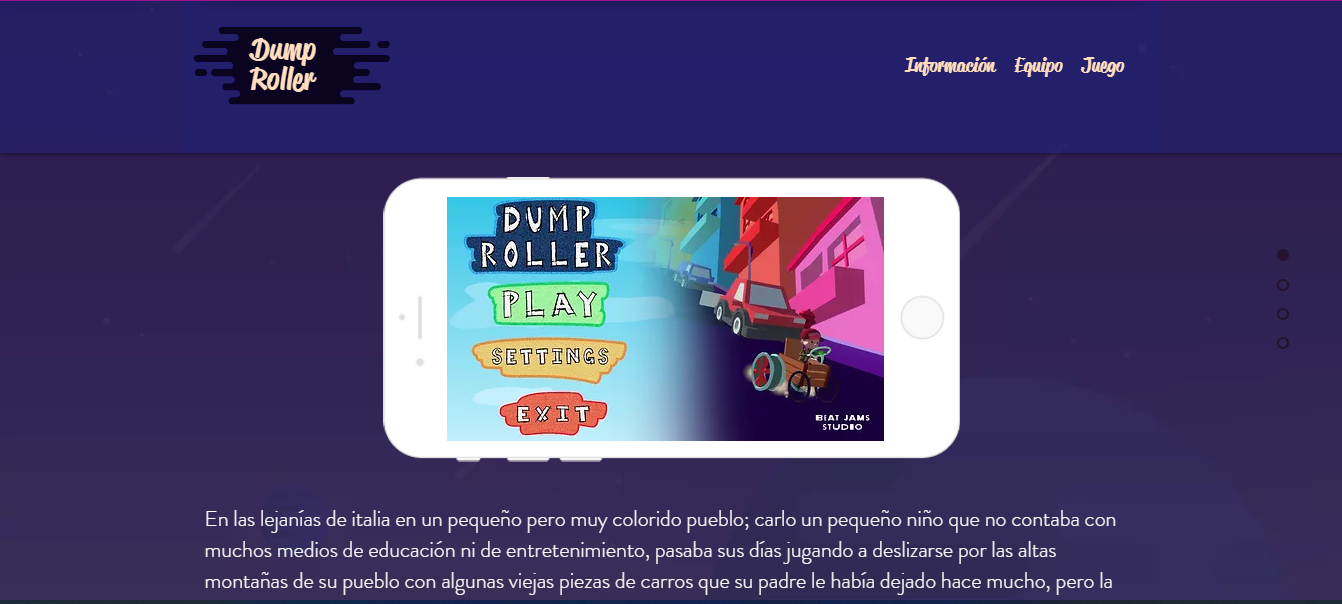 Dump
Roller
Información Equipo Juego
DUMP
ROLLER
PLAY
SETTINGS
EXIT
BEAT JAMS
STUDIO
En las lejanías de italia en un pequeño pero muy colorido pueblo; carlo un pequeño niño que no contaba con
muchos medios de educación ni de entretenimiento, pasaba sus días jugando a deslizarse por las altas
montañas de su pueblo con algunas viejas piezas de carros que su padre le había dejado hace mucho, pero la